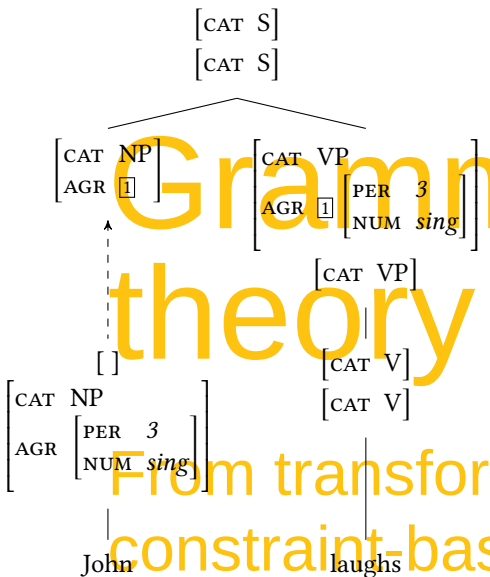 [CAT S]
[CAT S]
[CAT NP
AGR 1]
[CAT VP
AGR 1 [PER 3
NUM sing]]
Gramm
[CAT VP]
theory
[ ]
[CAT V]
[CAT NP
AGR [PER 3
NUM sing]]
[CAT V]
From transfor
John
laughs
constraint-bas